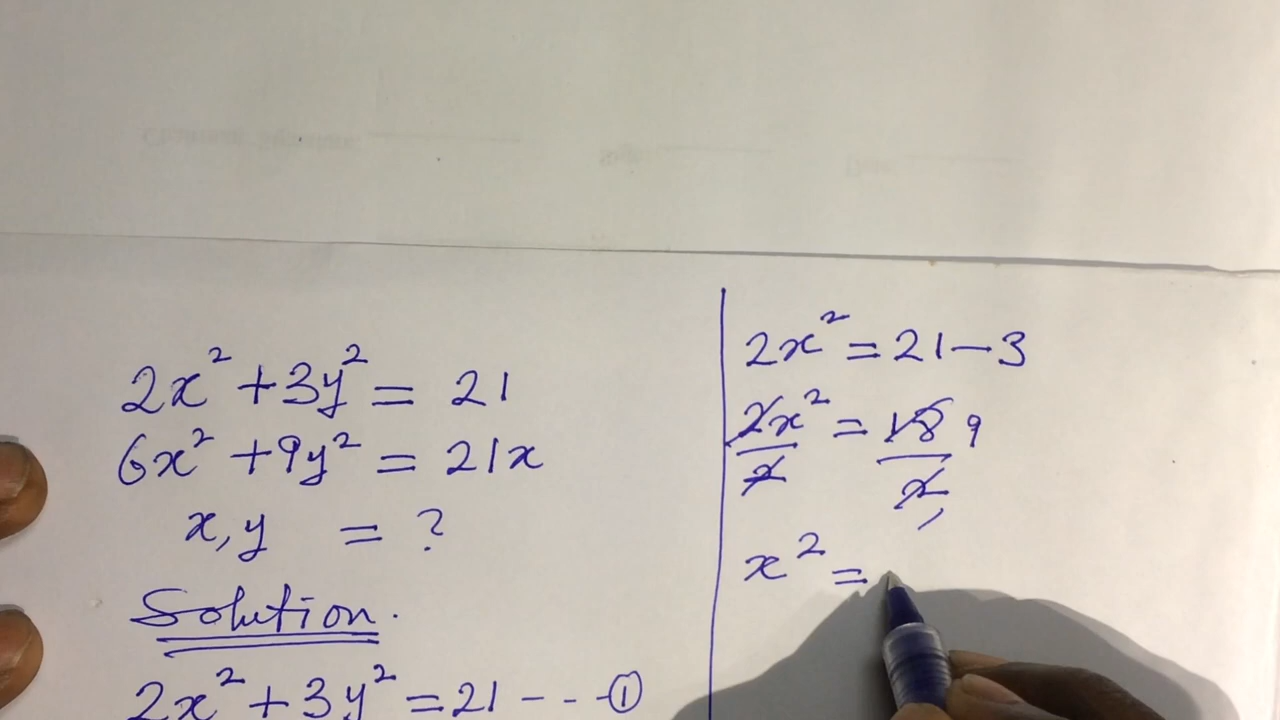 2x² + 3y² = 21
6x² + 9y² = 21x
x, y = ?
Solution.
2x² + 3y² = 21 - - - ①
2x² = 21 - 3
2x²/2 = 18/2 9
x² =